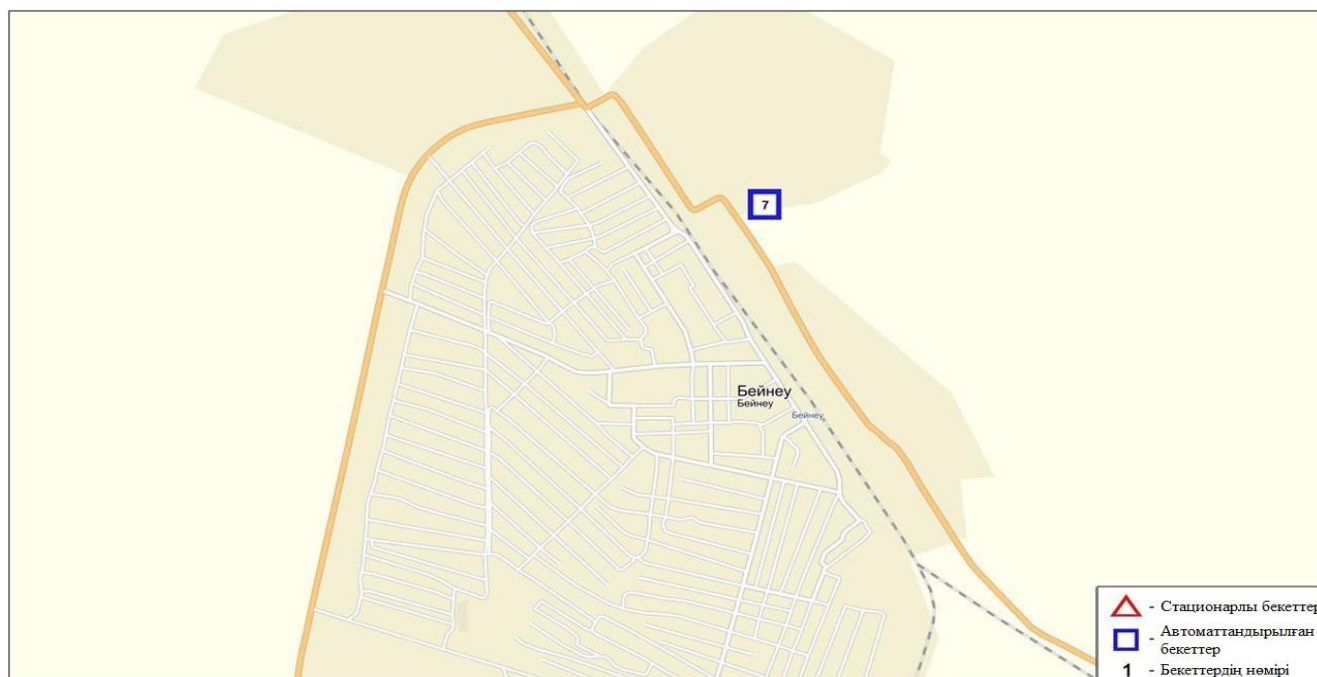 7
Бейнеу
Бейнеу
Бейнеу
- Стационарлы бекеттер
- Автоматтандырылған
бекеттер
1 - Бекеттердің нөмірі